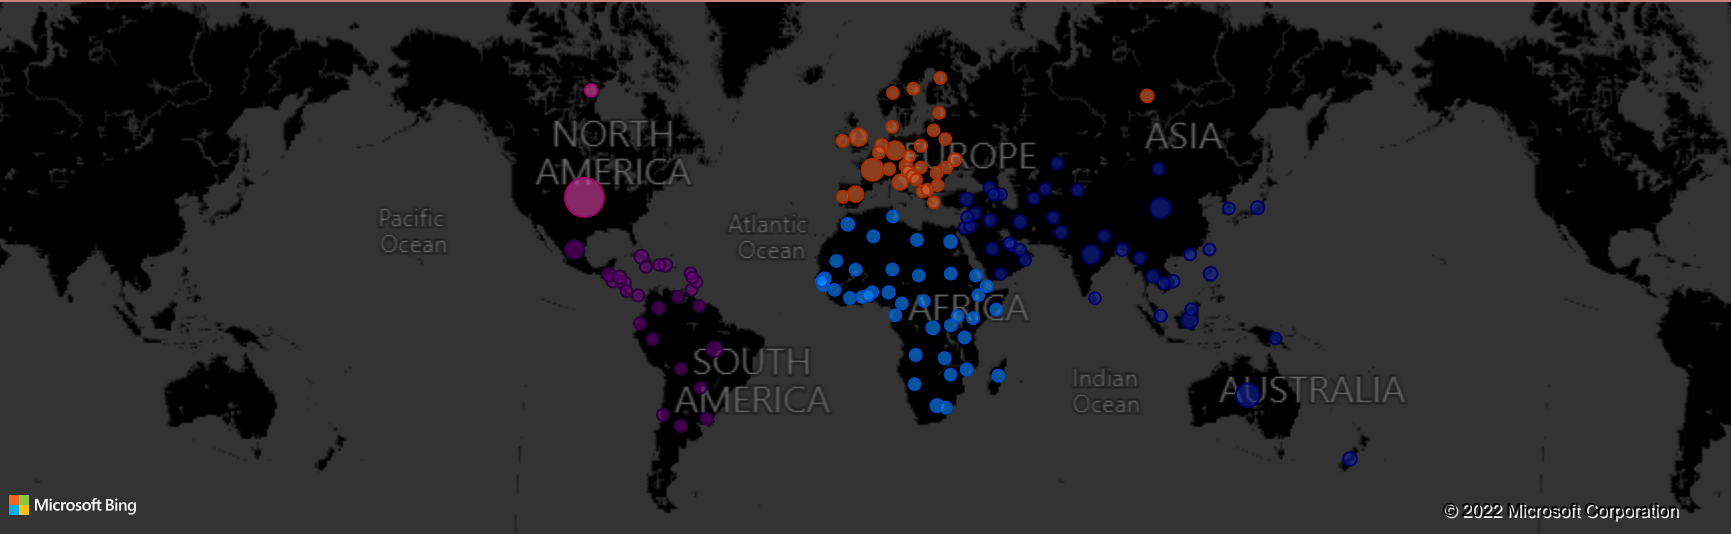 NORTH
AMERICA
EUROPE
ASIA
Pacific
Ocean
Atlantic
Ocean
AFRICA
SOUTH
AMERICA
Indian
Ocean
AUSTRALIA
Microsoft Bing
© 2022 Microsoft Corporation